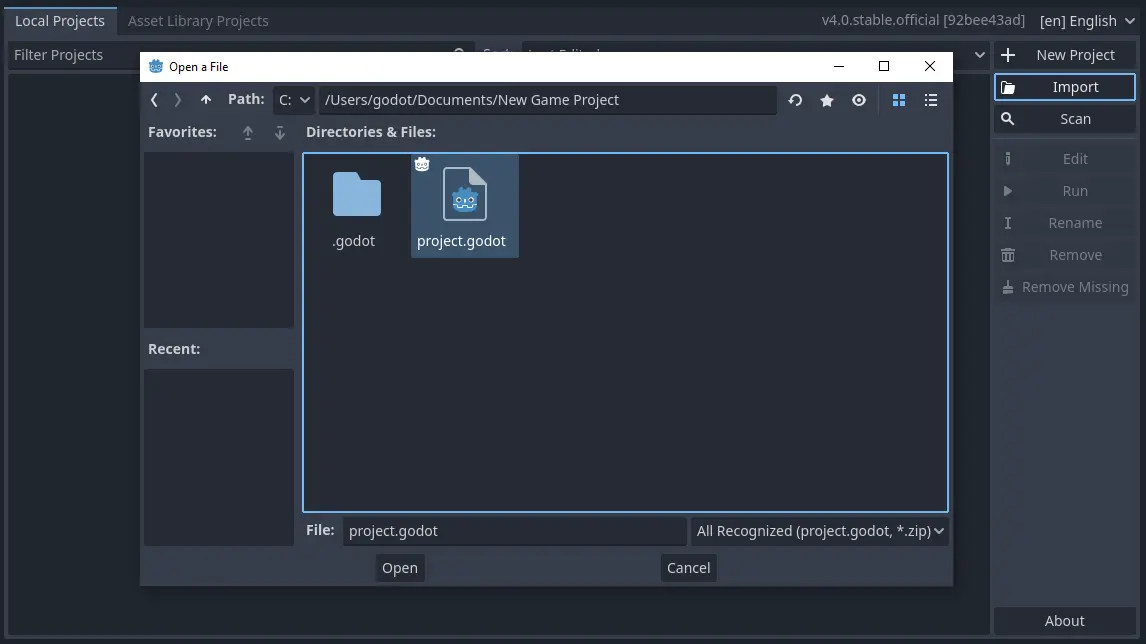 Local Projects
Asset Library Projects
v4.0.stable.official [92bee43ad]
[en] English
Filter Projects
New Project
Import
Scan
Edit
Run
Rename
Remove
Remove Missing
About
Open a File
Path:
C:
/Users/godot/Documents/New Game Project
Favorites:
Directories & Files:
.godot
project.godot
Recent:
File:
project.godot
All Recognized (project.godot, *.zip)
Open
Cancel